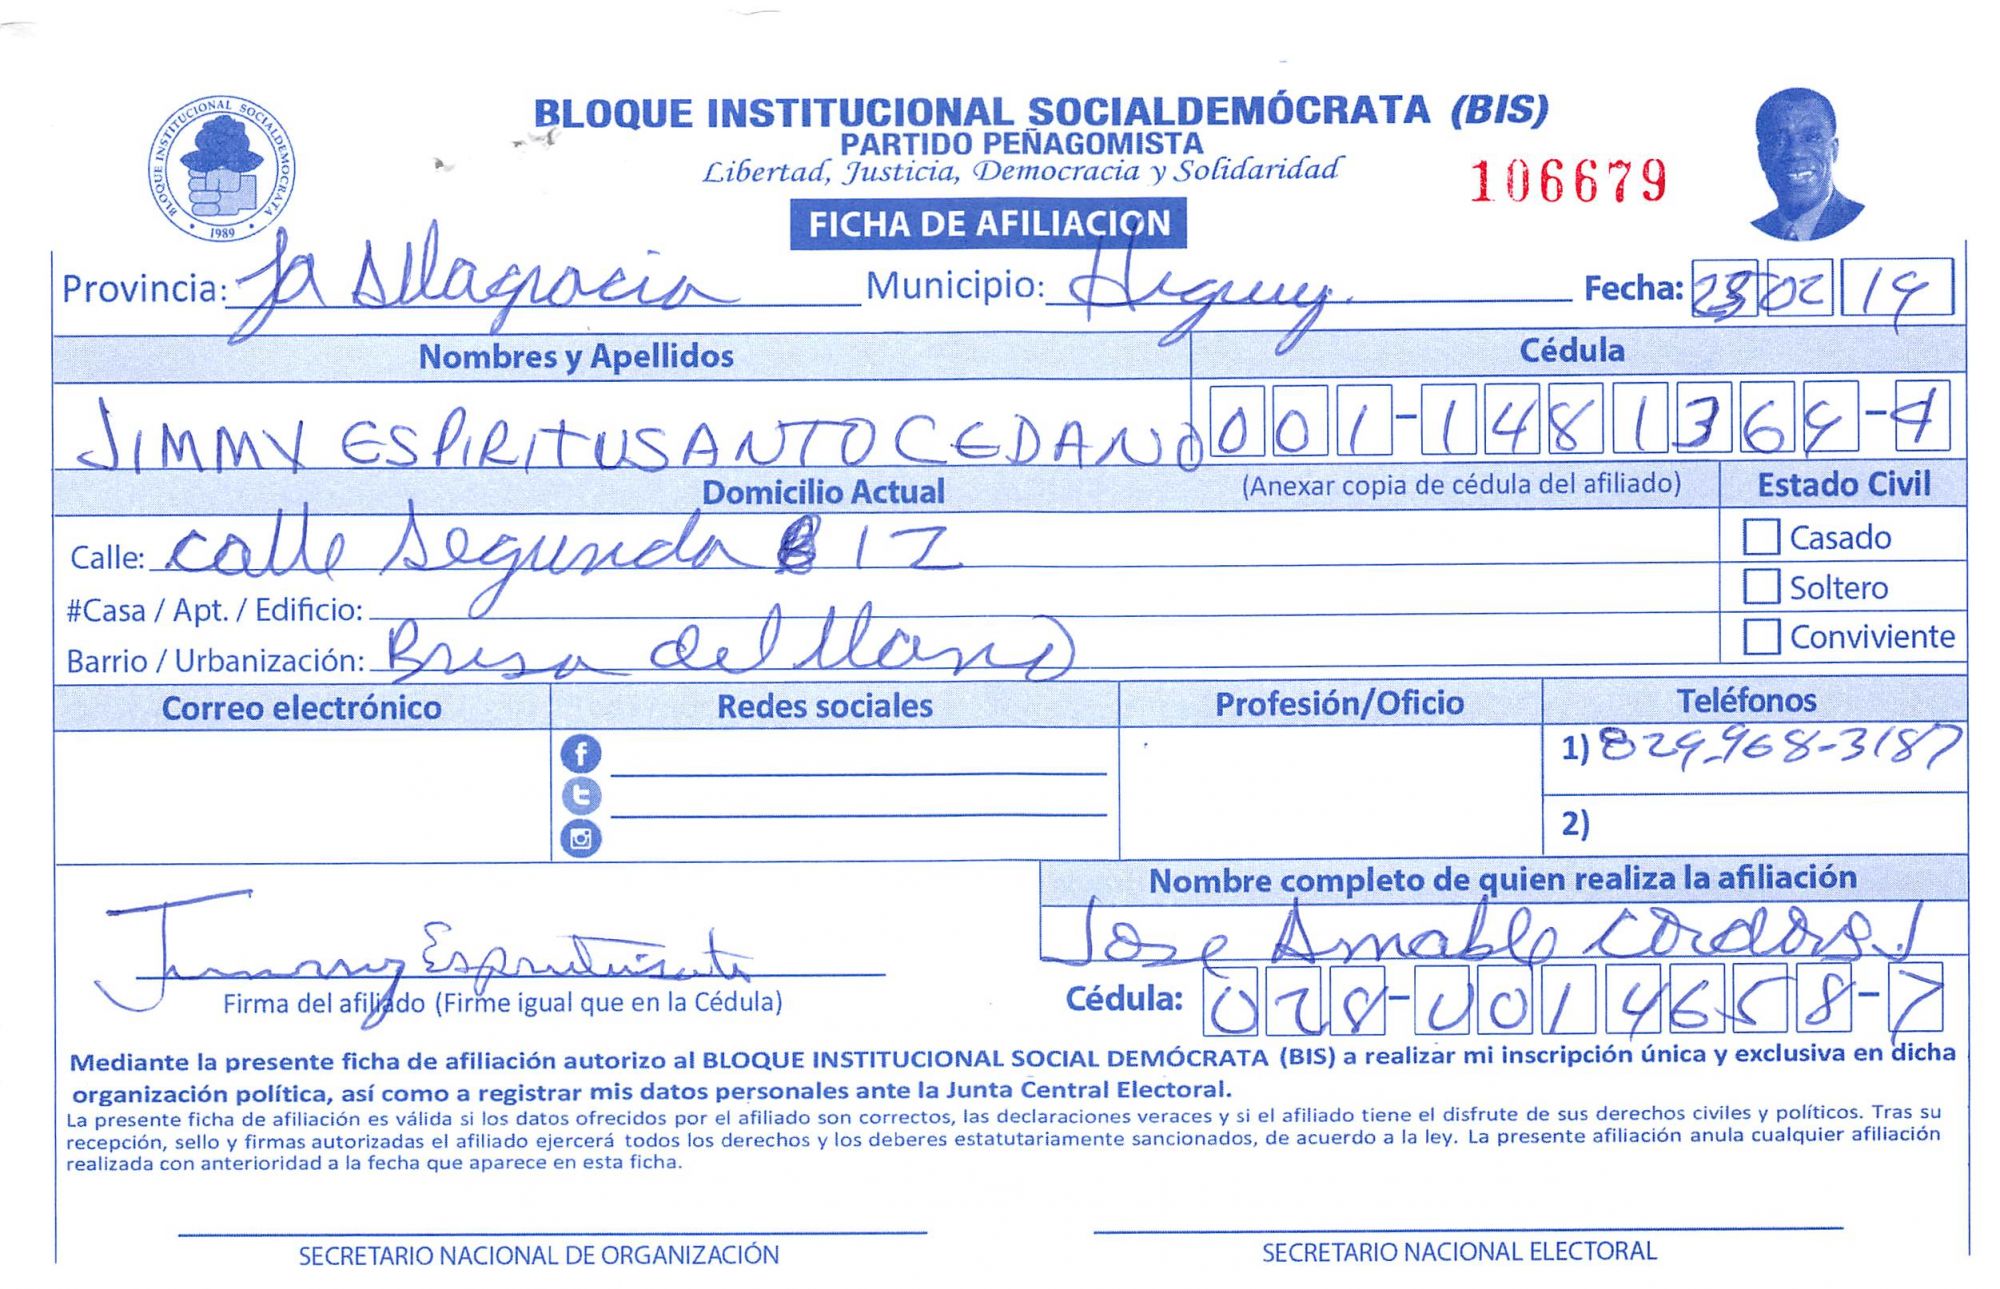 BLOQUE INSTITUCIONAL SOCIALDEMÓCRATA (BIS)
PARTIDO PEÑAGOMISTA
Libertad, Justicia, Democracia y Solidaridad
106679
BLOQUE INSTITUCIONAL SOCIALDEMOCRATA
1989
FICHA DE AFILIACION
Provincia: La Altagracia Municipio: Higuey. Fecha: 02 19
Nombres y Apellidos Cédula
JIMMY ESPIRITUSANTO CEDANO 001-1481369-4
Domicilio Actual (Anexar copia de cédula del afiliado) Estado Civil
Calle: calle Segunda 12 Casado
#Casa / Apt. / Edificio: Soltero
Barrio / Urbanización: Brisa del llano Conviviente
Correo electrónico Redes sociales Profesión/Oficio Teléfonos
1) 829-968-3187
2)
Nombre completo de quien realiza la afiliación
Jose Amable
Jimmy Espiritusanto
Firma del afiliado (Firme igual que en la Cédula) Cédula: 028-0014658-7
Mediante la presente ficha de afiliación autorizo al BLOQUE INSTITUCIONAL SOCIAL DEMÓCRATA (BIS) a realizar mi inscripción única y exclusiva en dicha
organización política, así como a registrar mis datos personales ante la Junta Central Electoral.
La presente ficha de afiliación es válida si los datos ofrecidos por el afiliado son correctos, las declaraciones veraces y si el afiliado tiene el disfrute de sus derechos civiles y políticos. Tras su
recepción, sello y firmas autorizadas el afiliado ejercerá todos los derechos y los deberes estatutariamente sancionados, de acuerdo a la ley. La presente afiliación anula cualquier afiliación
realizada con anterioridad a la fecha que aparece en esta ficha.
SECRETARIO NACIONAL DE ORGANIZACIÓN SECRETARIO NACIONAL ELECTORAL